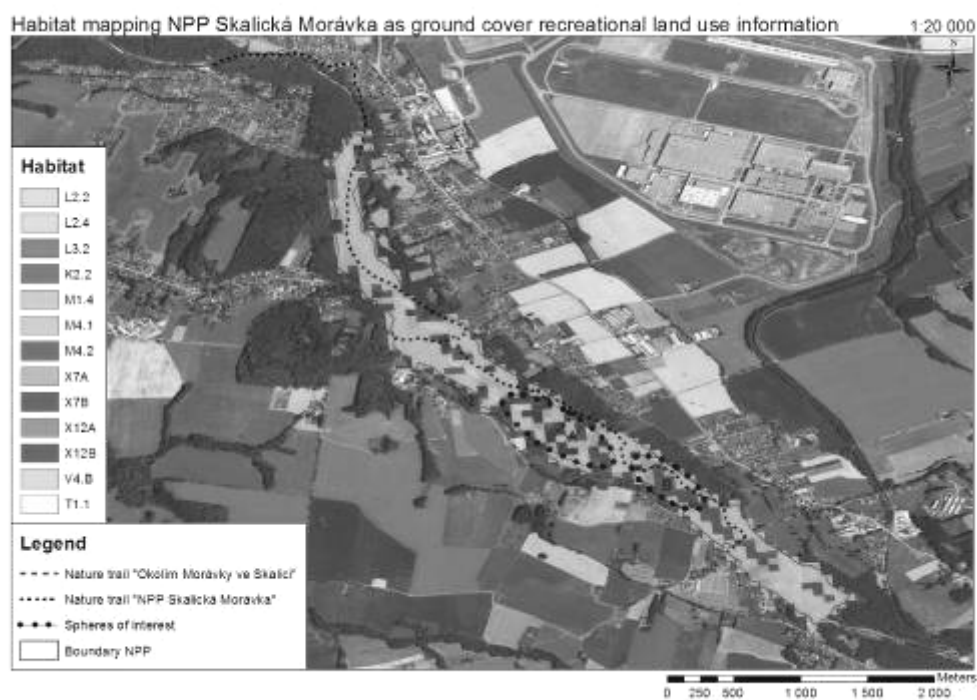 Habitat mapping NPP Skalická Morávka as ground cover recreational land use information
1:20 000
N
Habitat
L2.2
L2.4
L3.2
K2.2
M1.4
M4.1
M4.2
X7A
X7B
X12A
X12B
V4.B
T1.1
Legend
Nature trail "Okolím Morávky ve Skalici"
Nature trail "NPP Skalická Morávka"
Spheres of interest
Boundary NPP
Meters
0 250 500 1 000 1 500 2 000